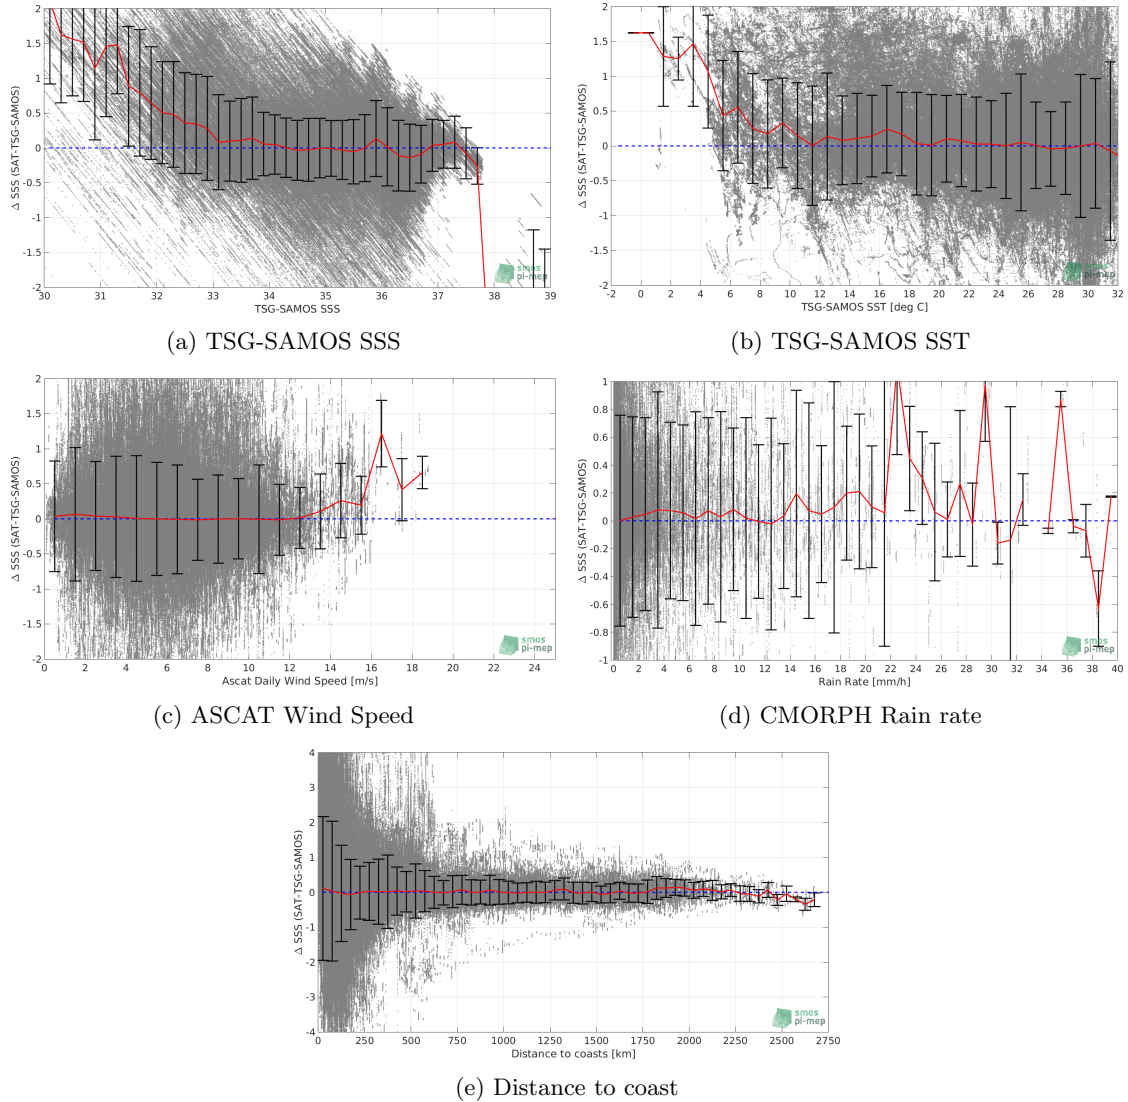 2
1.5
1
0.5
0
-0.5
-1
-1.5
-2
Δ SSS (SAT-TSG-SAMOS)
30 31 32 33 34 35 36 37 38 39
TSG-SAMOS SSS
smos
pi-mep
(a) TSG-SAMOS SSS
2
1.5
1
0.5
0
-0.5
-1
-1.5
-2
Δ SSS (SAT-TSG-SAMOS)
-2 0 2 4 6 8 10 12 14 16 18 20 22 24 26 28 30 32
TSG-SAMOS SST [deg C]
smos
pi-mep
(b) TSG-SAMOS SST
2
1.5
1
0.5
0
-0.5
-1
-1.5
-2
Δ SSS (SAT-TSG-SAMOS)
0 2 4 6 8 10 12 14 16 18 20 22 24
Ascat Daily Wind Speed [m/s]
smos
pi-mep
(c) ASCAT Wind Speed
1
0.8
0.6
0.4
0.2
0
-0.2
-0.4
-0.6
-0.8
-1
Δ SSS (SAT-TSG-SAMOS)
0 2 4 6 8 10 12 14 16 18 20 22 24 26 28 30 32 34 36 38 40
Rain Rate [mm/h]
smos
pi-mep
(d) CMORPH Rain rate
4
3
2
1
0
-1
-2
-3
-4
Δ SSS (SAT-TSG-SAMOS)
0 250 500 750 1000 1250 1500 1750 2000 2250 2500 2750
Distance to coasts [km]
smos
pi-mep
(e) Distance to coast